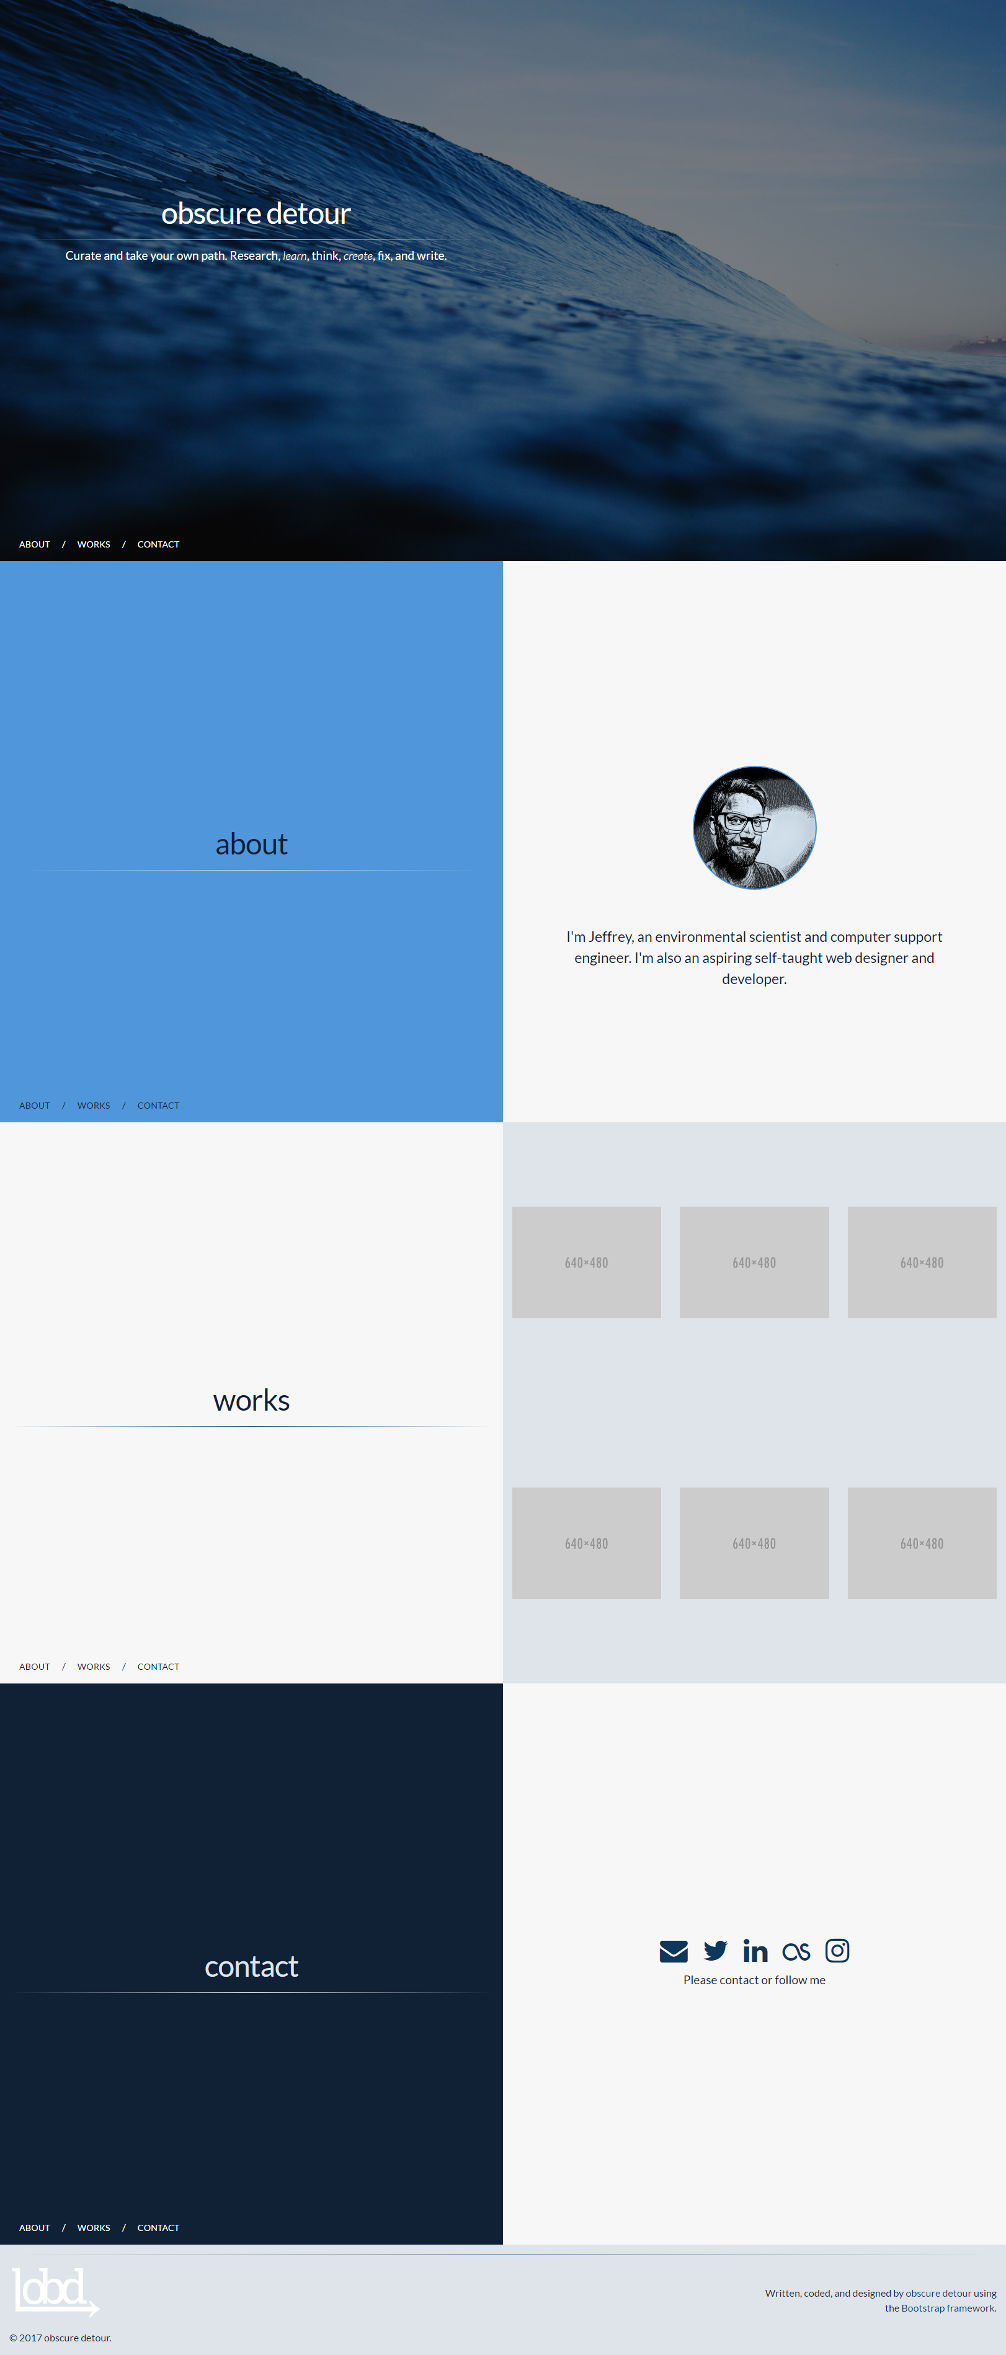 obscure detour
Curate and take your own path. Research, learn, think, create, fix, and write.
ABOUT / WORKS / CONTACT
about
I'm Jeffrey, an environmental scientist and computer support
engineer. I'm also an aspiring self-taught web designer and
developer.
ABOUT / WORKS / CONTACT
works
640×480 640×480 640×480
640×480 640×480 640×480
ABOUT / WORKS / CONTACT
contact
Please contact or follow me
ABOUT / WORKS / CONTACT
obd
Written, coded, and designed by obscure detour using
the Bootstrap framework.
© 2017 obscure detour.